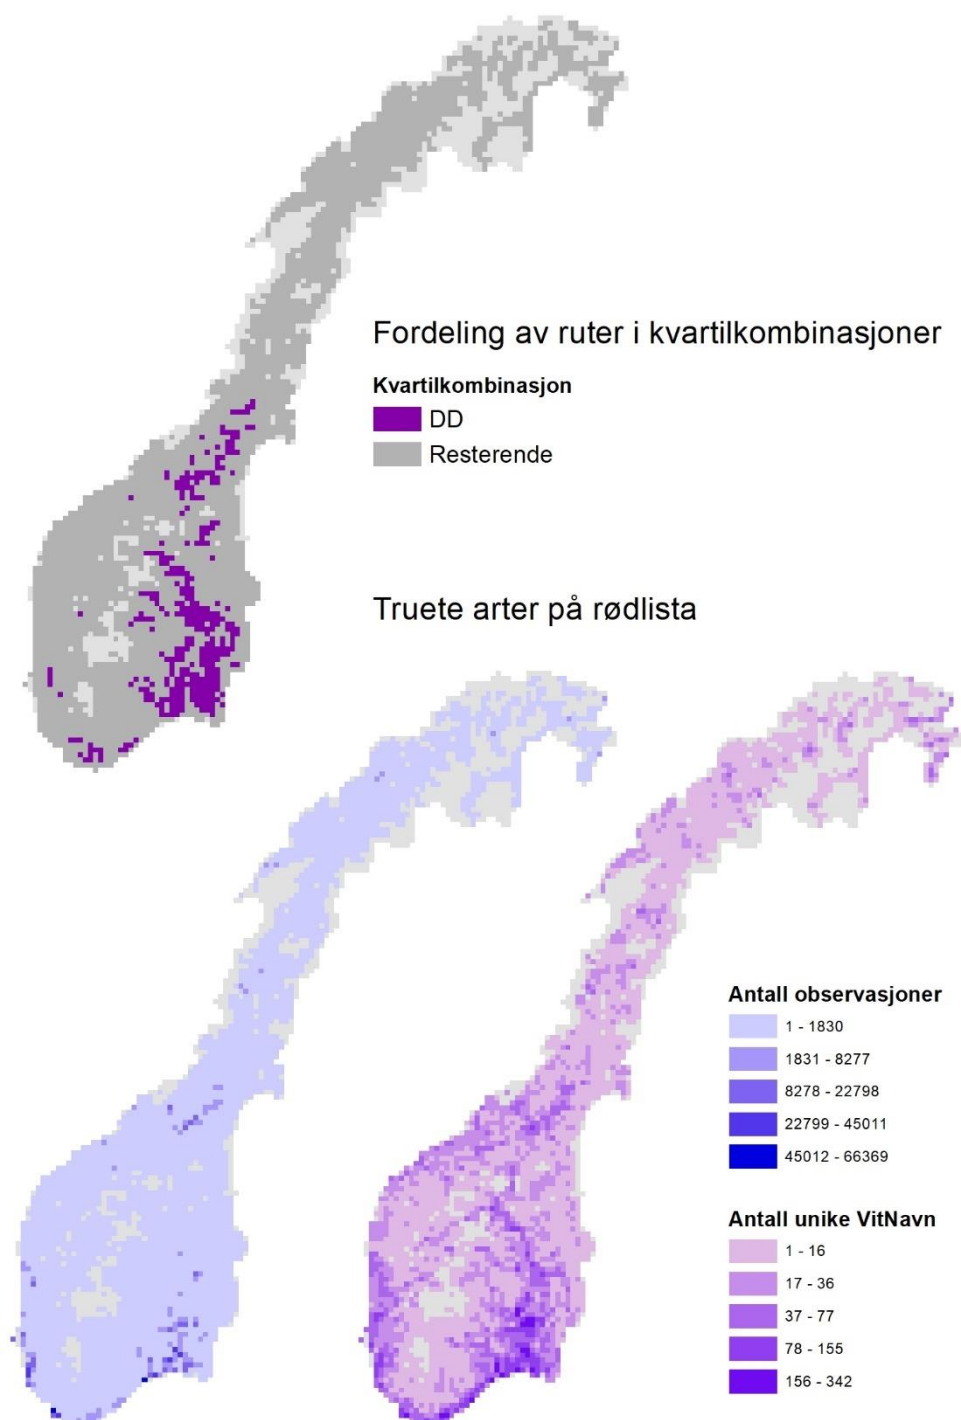 Fordeling av ruter i kvartilkombinasjoner
Kvartilkombinasjon
DD
Resterende
Truete arter på rødlista
Antall observasjoner
1 - 1830
1831 - 8277
8278 - 22798
22799 - 45011
45012 - 66369
Antall unike VitNavn
1 - 16
17 - 36
37 - 77
78 - 155
156 - 342